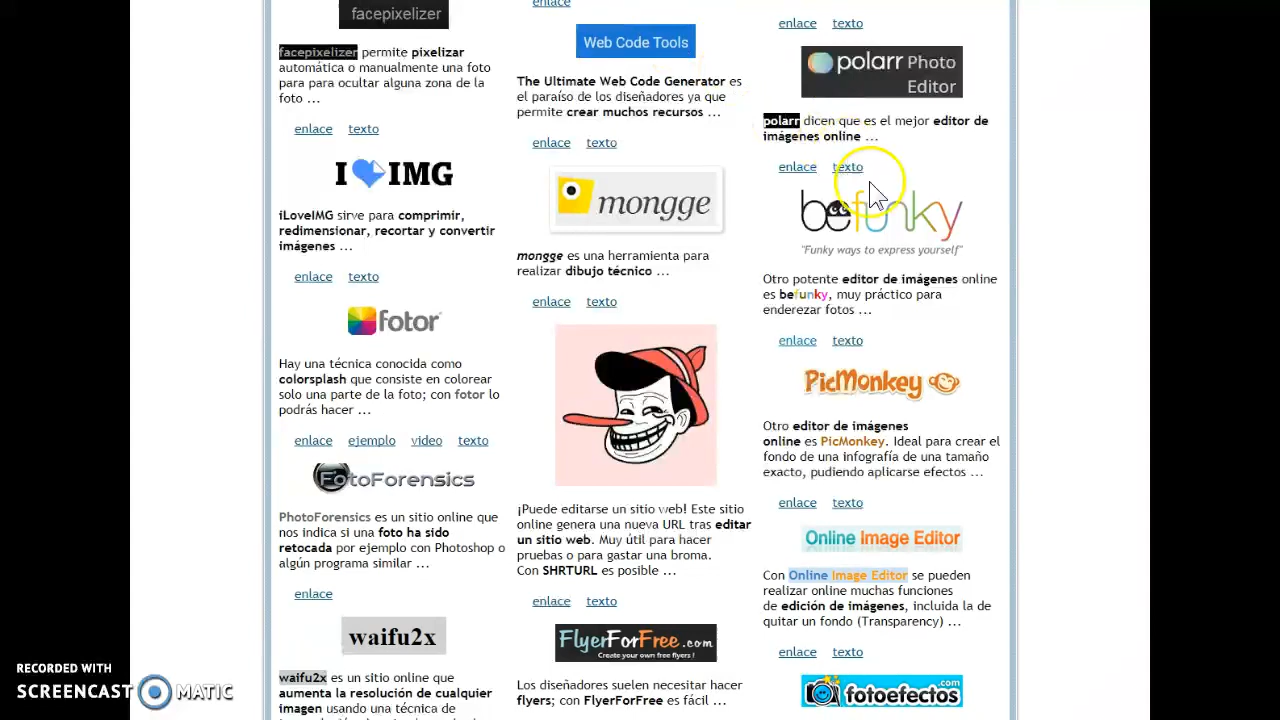 facepixelizer
facepixelizer permite pixelizar
automática o manualmente una foto
para para ocultar alguna zona de la
foto ...
enlace texto
I IMG
iLoveIMG sirve para comprimir,
redimensionar, recortar y convertir
imágenes ...
enlace texto
fotor
Hay una técnica conocida como
colorsplash que consiste en colorear
solo una parte de la foto; con fotor lo
podrás hacer ...
enlace ejemplo video texto
FotoForensics
PhotoForensics es un sitio online que
nos indica si una foto ha sido
retocada por ejemplo con Photoshop o
algún programa similar ...
enlace
waifu2x
waifu2x es un sitio online que
aumenta la resolución de cualquier
imagen usando una técnica de
enlace
Web Code Tools
The Ultimate Web Code Generator es
el paraíso de los diseñadores ya que
permite crear muchos recursos ...
enlace texto
mongge
mongge es una herramienta para
realizar dibujo técnico ...
enlace texto
¡Puede editarse un sitio web! Este sitio
online genera una nueva URL tras editar
un sitio web. Muy útil para hacer
pruebas o para gastar una broma.
Con SHRTURL es posible ...
enlace texto
FlyerForFree.com
Create your own free flyers !
Los diseñadores suelen necesitar hacer
flyers; con FlyerForFree es fácil ...
enlace texto
polarr Photo
Editor
polarr dicen que es el mejor editor de
imágenes online ...
enlace texto
befunky
"Funky ways to express yourself"
Otro potente editor de imágenes online
es befunky, muy práctico para
enderezar fotos ...
enlace texto
PicMonkey
Otro editor de imágenes
online es PicMonkey. Ideal para crear el
fondo de una infografía de una tamaño
exacto, pudiendo aplicarse efectos ...
enlace texto
Online Image Editor
Con Online Image Editor se pueden
realizar online muchas funciones
de edición de imágenes, incluida la de
quitar un fondo (Transparency) ...
enlace texto
fotoefectos.com
RECORDED WITH
SCREENCAST MATIC